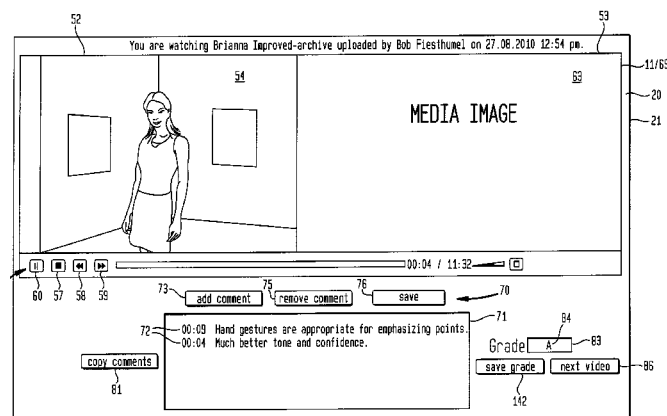 52
53
You are watching Brianna Improved-archive uploaded by Bob Fiesthumel on 27.08.2010 12:54 pm.
54
69
11/65
20
21
MEDIA IMAGE
00:04 / 11:32
60 57 58 59
73 add comment
75 remove comment
76 save
70
71
72 00:09 Hand gestures are appropriate for emphasizing points.
00:04 Much better tone and confidence.
copy comments
81
84
Grade A 83
save grade next video 86
142